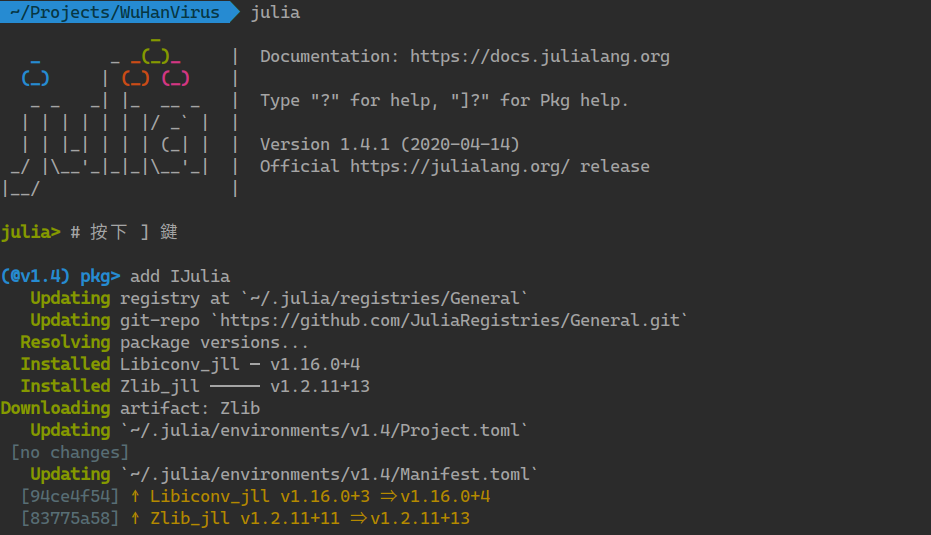 ~/Projects/WuHanVirus julia
Documentation: https://docs.julialang.org
Type "?" for help, "]?" for Pkg help.
Version 1.4.1 (2020-04-14)
Official https://julialang.org/ release
julia> # 按下 ] 鍵
(@v1.4) pkg> add IJulia
Updating registry at `~/.julia/registries/General`
Updating git-repo `https://github.com/JuliaRegistries/General.git`
Resolving package versions...
Installed Libiconv_jll ─ v1.16.0+4
Installed Zlib_jll ───── v1.2.11+13
Downloading artifact: Zlib
Updating `~/.julia/environments/v1.4/Project.toml`
[no changes]
Updating `~/.julia/environments/v1.4/Manifest.toml`
[94ce4f54] ↑ Libiconv_jll v1.16.0+3 ⇒v1.16.0+4
[83775a58] ↑ Zlib_jll v1.2.11+11 ⇒v1.2.11+13